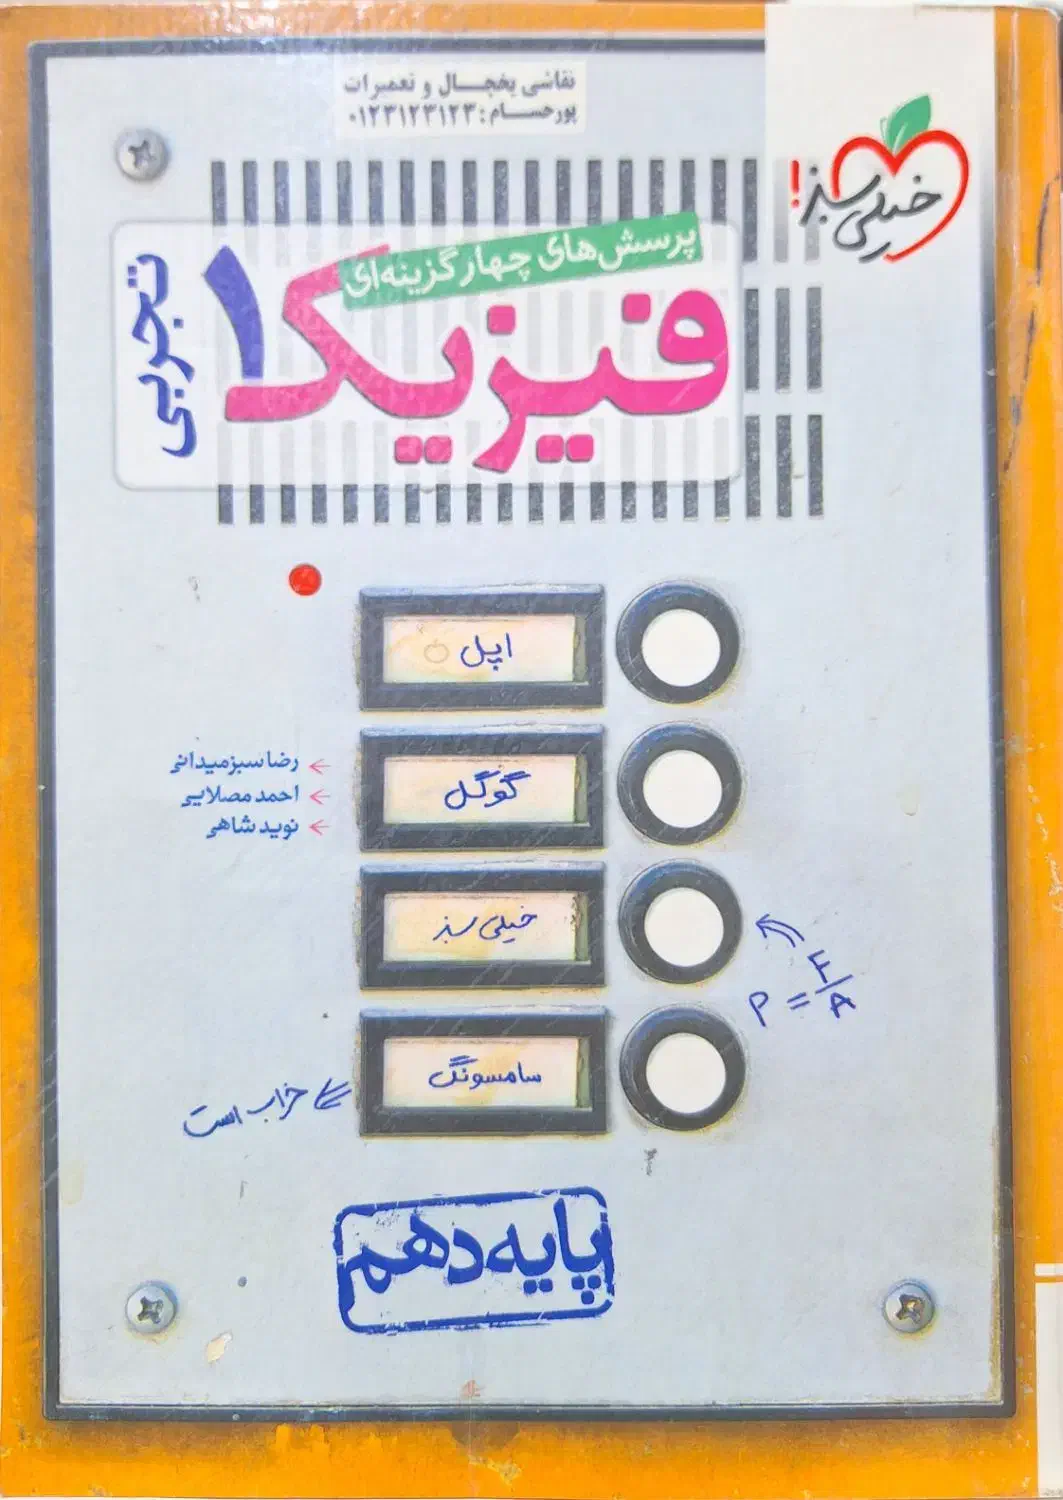 نقاشی یخچال و تعمیرات
پورحسام: ۰۱۲۳۱۲۳۱۲۳
خیلی سبز!
پرسش‌های چهارگزینه‌ای
فیزیک ۱
تجربی
اپل
گوگل
خیلی سبز
سامسونگ
رضا سبزمیدانی
احمد مصلایی
نوید شاهی
P = F/A
خراب است
پایه دهم